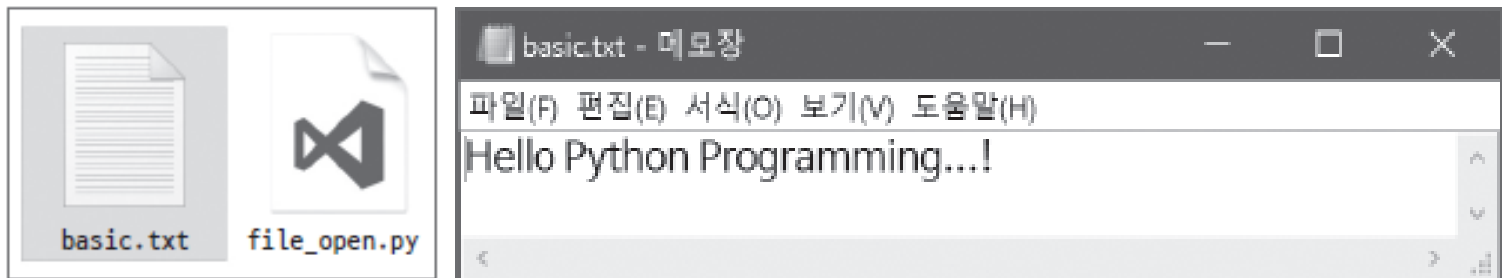 basic.txt
file_open.py
basic.txt - 메모장
파일(F) 편집(E) 서식(O) 보기(V) 도움말(H)
Hello Python Programming...!